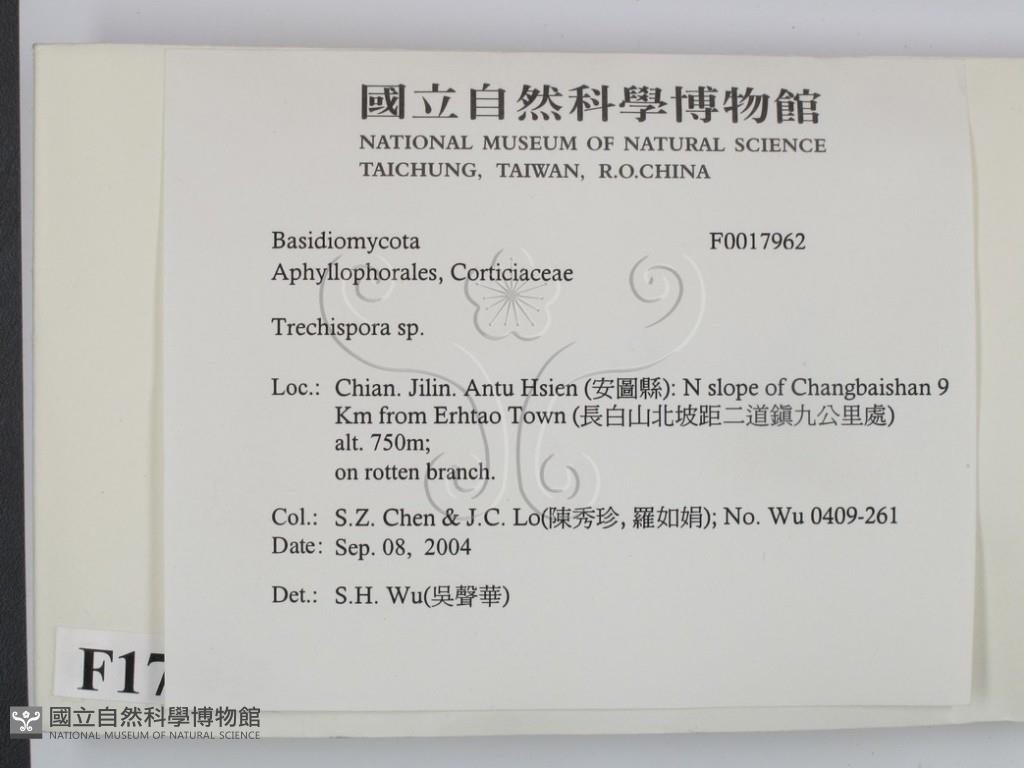 國立自然科學博物館
NATIONAL MUSEUM OF NATURAL SCIENCE
TAICHUNG, TAIWAN, R.O.CHINA
Basidiomycota F0017962
Aphyllophorales, Corticiaceae
Trechispora sp.
Loc.: Chian. Jilin. Antu Hsien (安圖縣): N slope of Changbaishan 9
Km from Erhtao Town (長白山北坡距二道鎭九公里處)
alt. 750m;
on rotten branch.
Col.: S.Z. Chen & J.C. Lo(陳秀珍, 羅如娟); No. Wu 0409-261
Date: Sep. 08, 2004
Det.: S.H. Wu(吳聲華)
F17
國立自然科學博物館
NATIONAL MUSEUM OF NATURAL SCIENCE